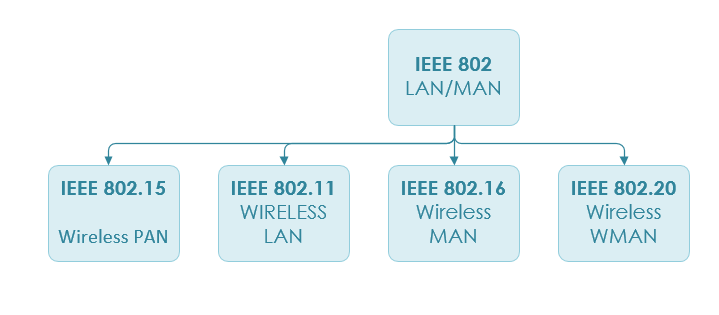 IEEE 802
LAN/MAN
IEEE 802.15
Wireless PAN
IEEE 802.11
WIRELESS
LAN
IEEE 802.16
Wireless
MAN
IEEE 802.20
Wireless
WMAN